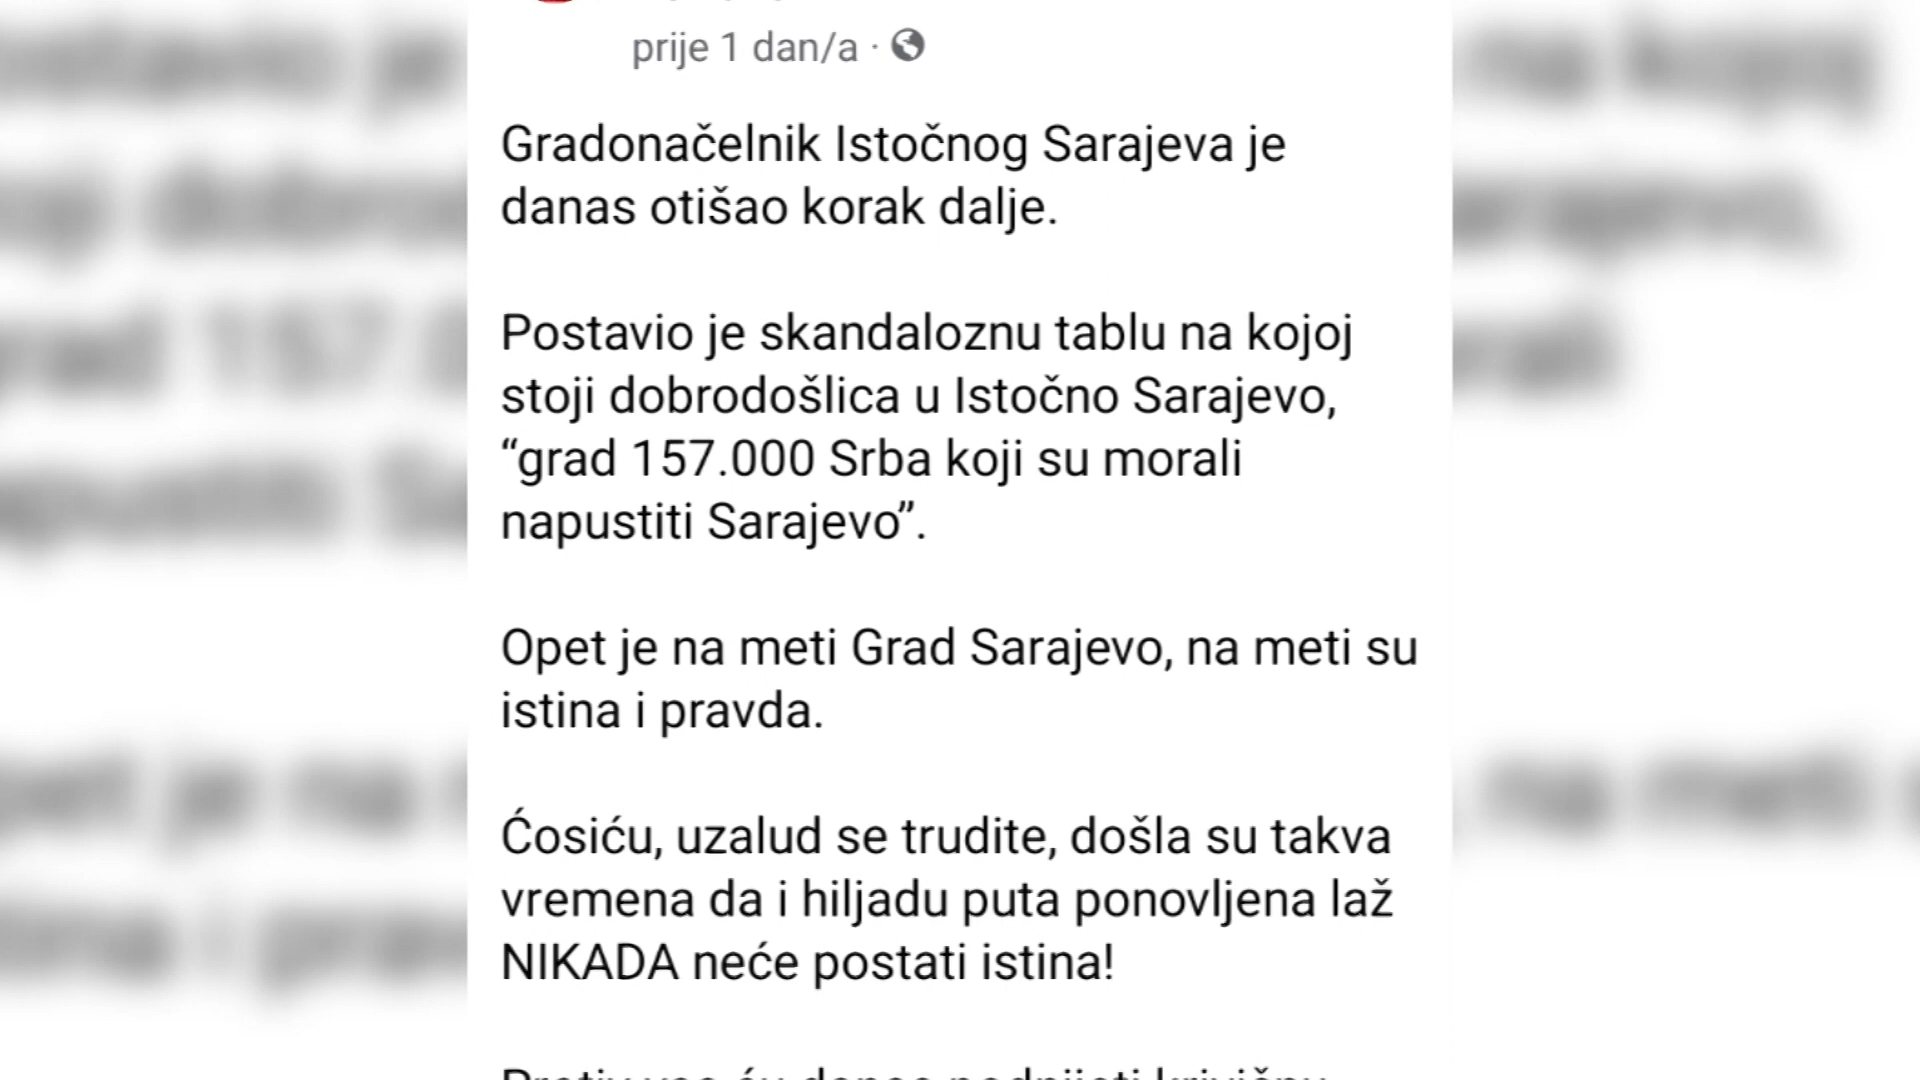 prije 1 dan/a ·
Gradonačelnik Istočnog Sarajeva je
danas otišao korak dalje.
Postavio je skandaloznu tablu na kojoj
stoji dobrodošlica u Istočno Sarajevo,
“grad 157.000 Srba koji su morali
napustiti Sarajevo”.
Opet je na meti Grad Sarajevo, na meti su
istina i pravda.
Ćosiću, uzalud se trudite, došla su takva
vremena da i hiljadu puta ponovljena laž
NIKADA neće postati istina!